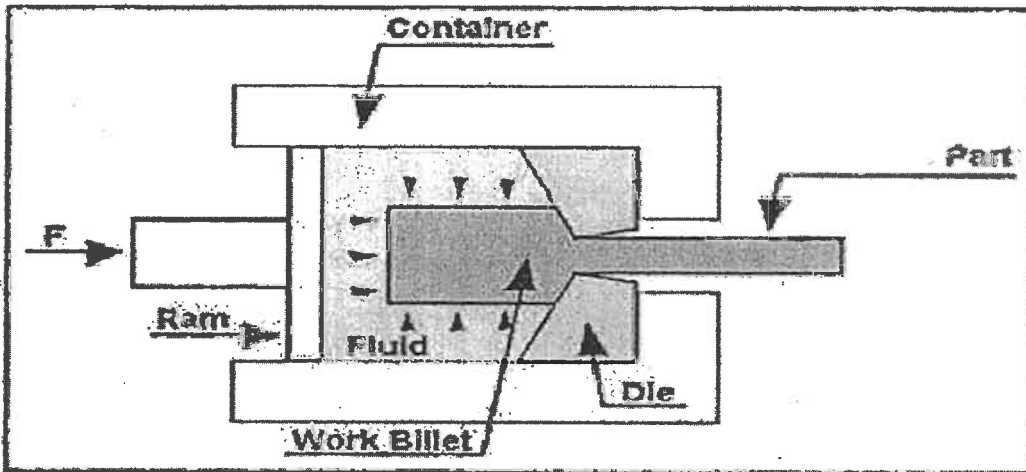 Container
Part
F
Ram
Fluid
Die
Work Billet